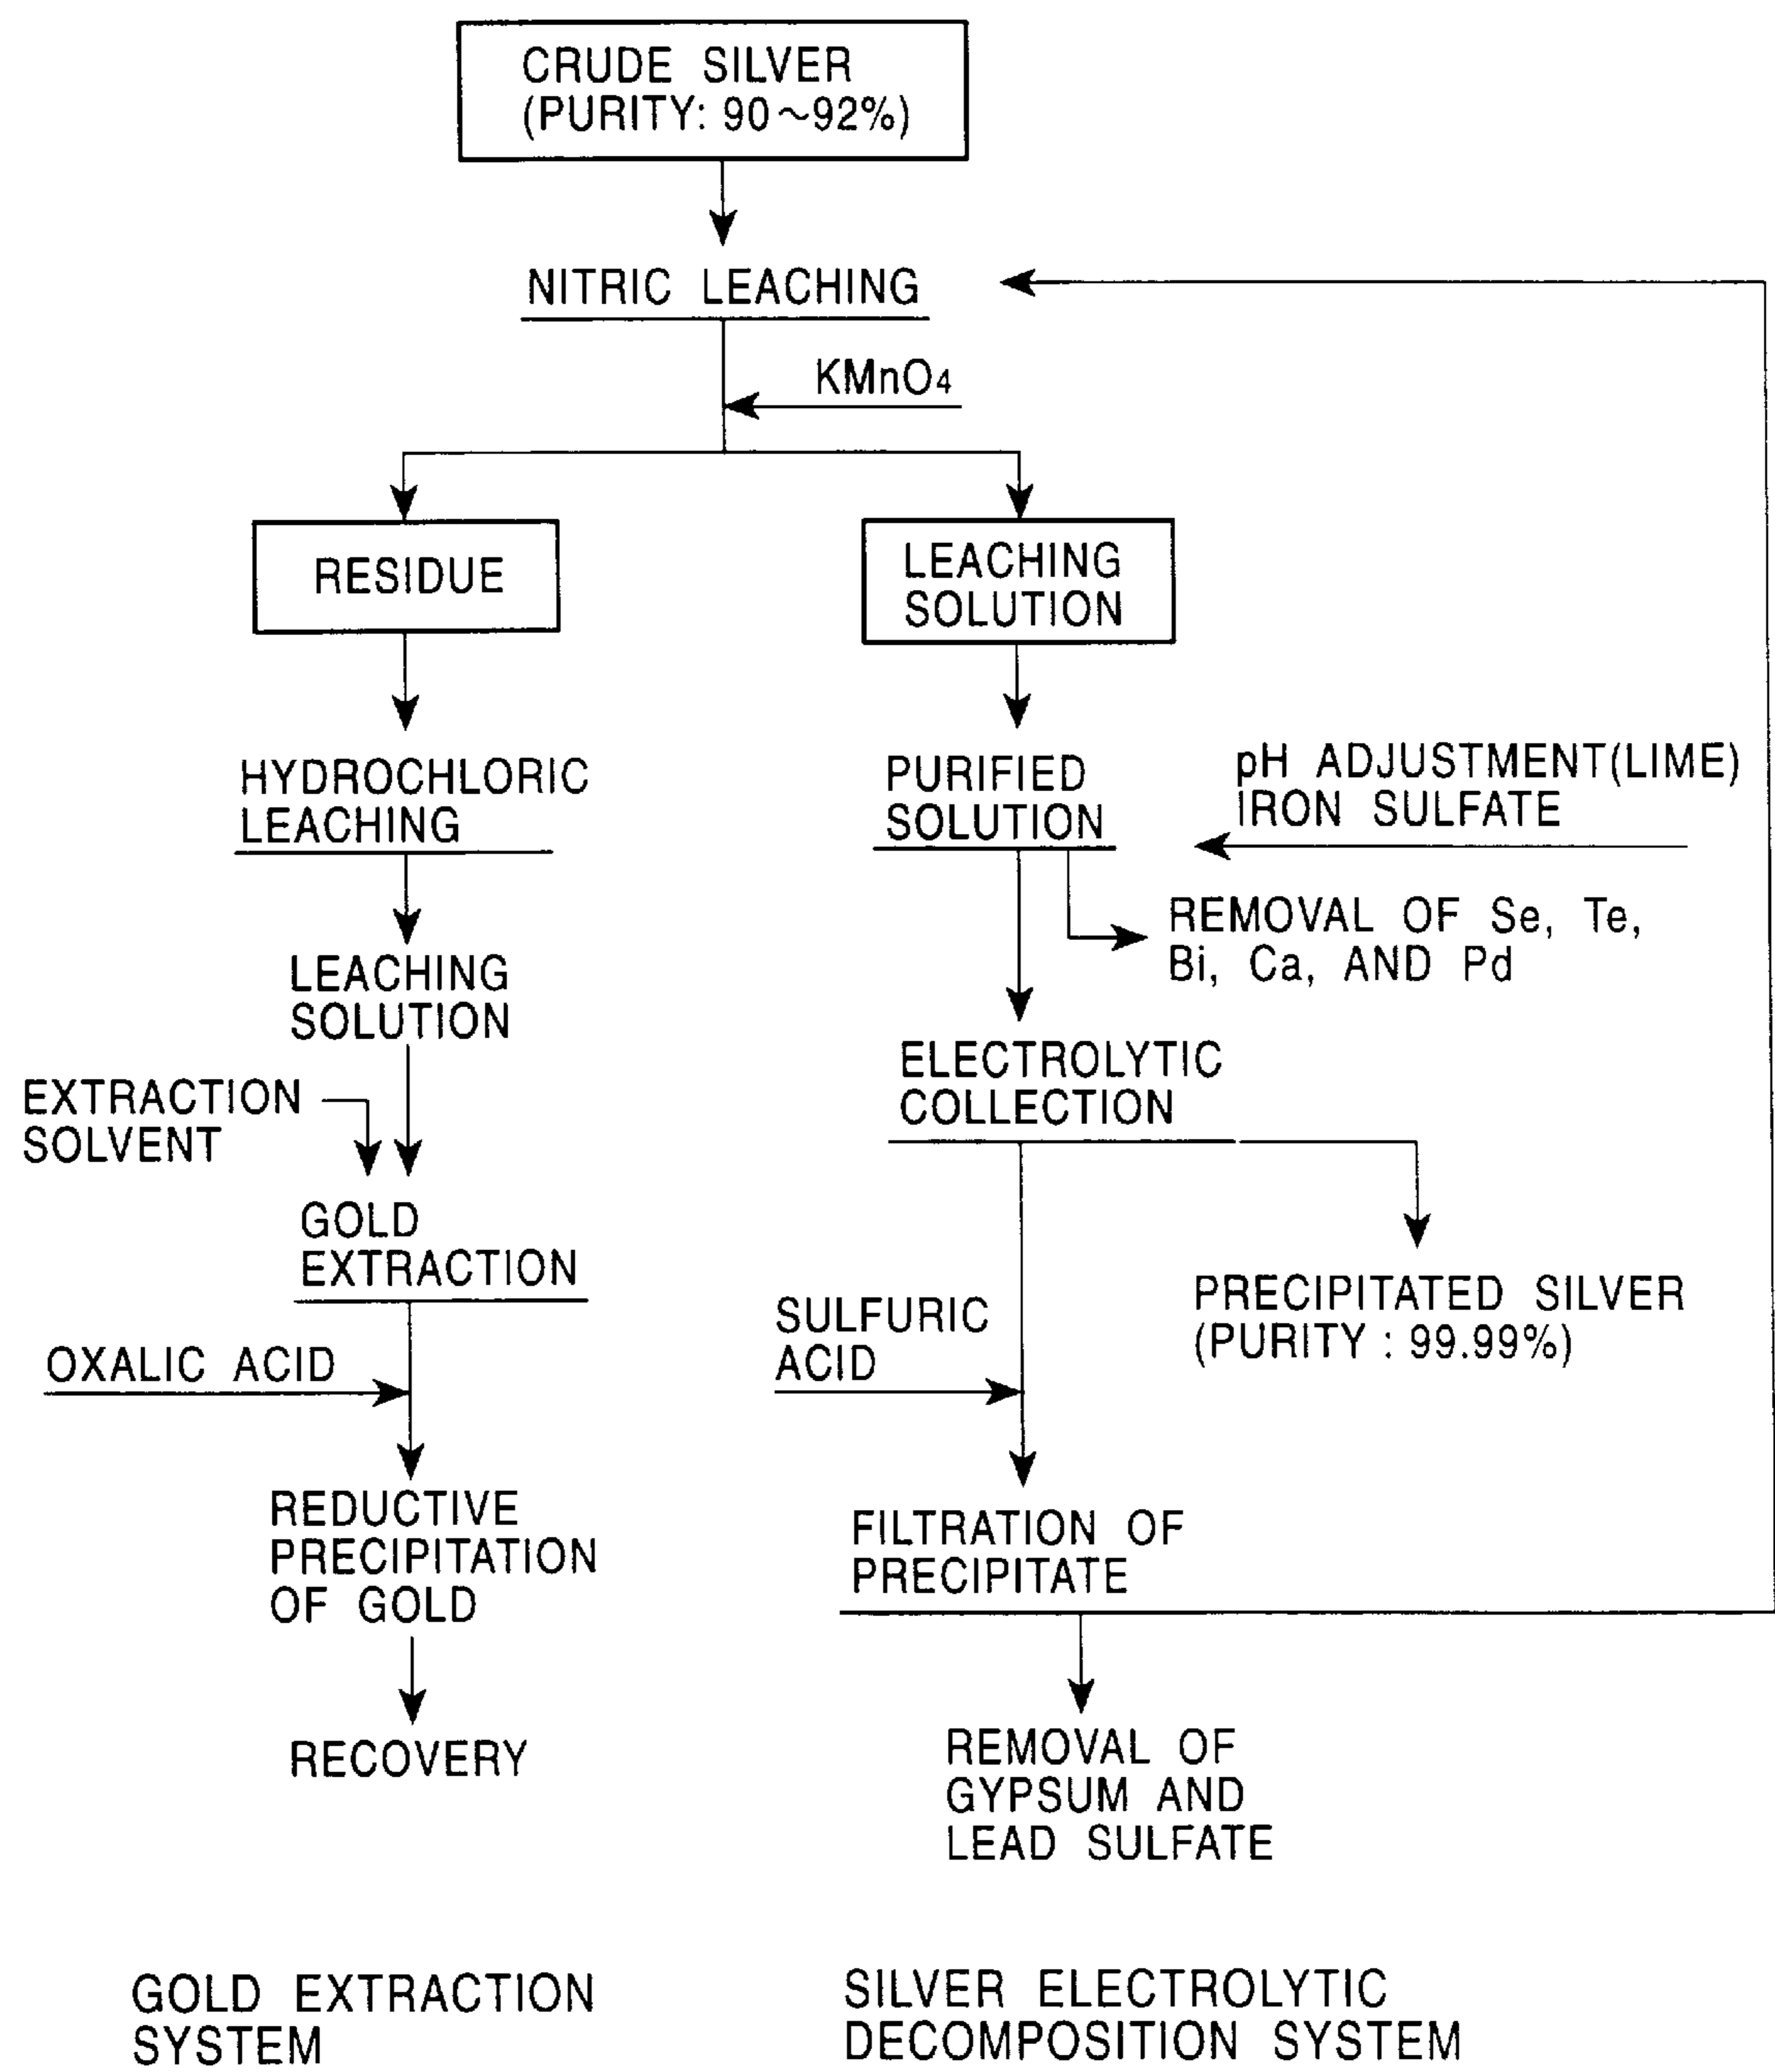 CRUDE SILVER
(PURITY: 90~92%)
NITRIC LEACHING
KMnO4
RESIDUE
LEACHING
SOLUTION
HYDROCHLORIC
LEACHING
PURIFIED
SOLUTION
pH ADJUSTMENT(LIME)
IRON SULFATE
REMOVAL OF Se, Te,
Bi, Ca, AND Pd
LEACHING
SOLUTION
EXTRACTION
SOLVENT
ELECTROLYTIC
COLLECTION
GOLD
EXTRACTION
PRECIPITATED SILVER
(PURITY : 99.99%)
OXALIC ACID
SULFURIC
ACID
REDUCTIVE
PRECIPITATION
OF GOLD
FILTRATION OF
PRECIPITATE
RECOVERY
REMOVAL OF
GYPSUM AND
LEAD SULFATE
GOLD EXTRACTION
SYSTEM
SILVER ELECTROLYTIC
DECOMPOSITION SYSTEM